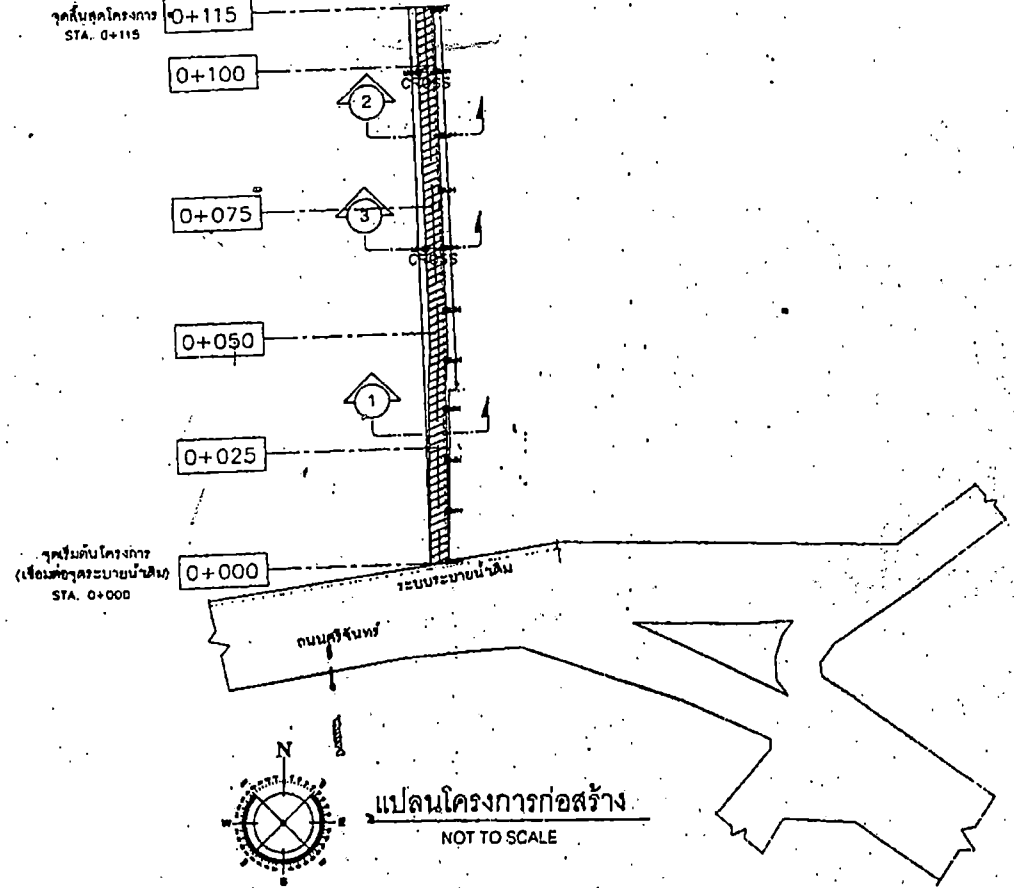 จุดสิ้นสุดโครงการ
STA. 0+115
0+115
0+100
CROSS
2
0+075
3
CROSS
0+050
1
0+025
จุดเริ่มต้นโครงการ
(เชื่อมต่อจุดระบายน้ำเดิม)
STA. 0+000
0+000
ระบบระบายน้ำเดิม
ถนนศรีจันทร์
N
W
E
S
แปลนโครงการก่อสร้าง
NOT TO SCALE